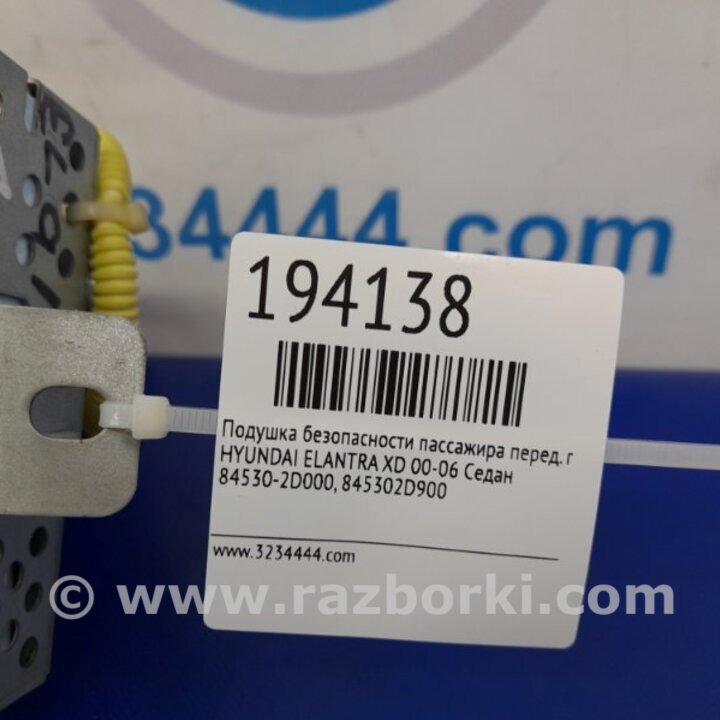 34444.com
194138
Подушка безопасности пассажира перед. г
HYUNDAI ELANTRA XD 00-06 Седан
84530-2D000, 845302D900
www.3234444.com
© www.razborki.com